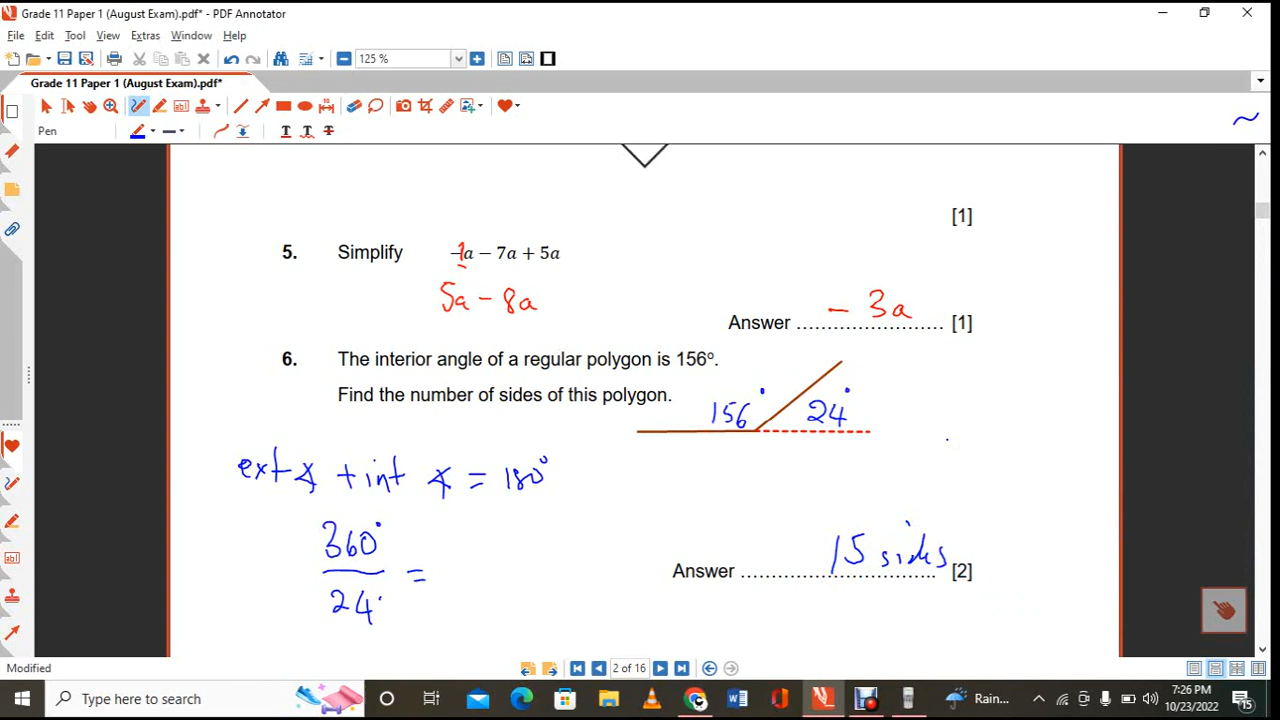 Grade 11 Paper 1 (August Exam).pdf* - PDF Annotator
File Edit Tool View Extras Window Help
125 %
Grade 11 Paper 1 (August Exam).pdf*
Pen
[1]
5. Simplify −1a − 7a + 5a
5a − 8a
− 3a
Answer …………………… [1]
6. The interior angle of a regular polygon is 156°.
Find the number of sides of this polygon.
156° 24°
ext ∡ + int ∡ = 180°
360°
24° =
15 sides
Answer ………………………….. [2]
Modified
2 of 16
Type here to search
Rain...
7:26 PM
10/23/2022
15